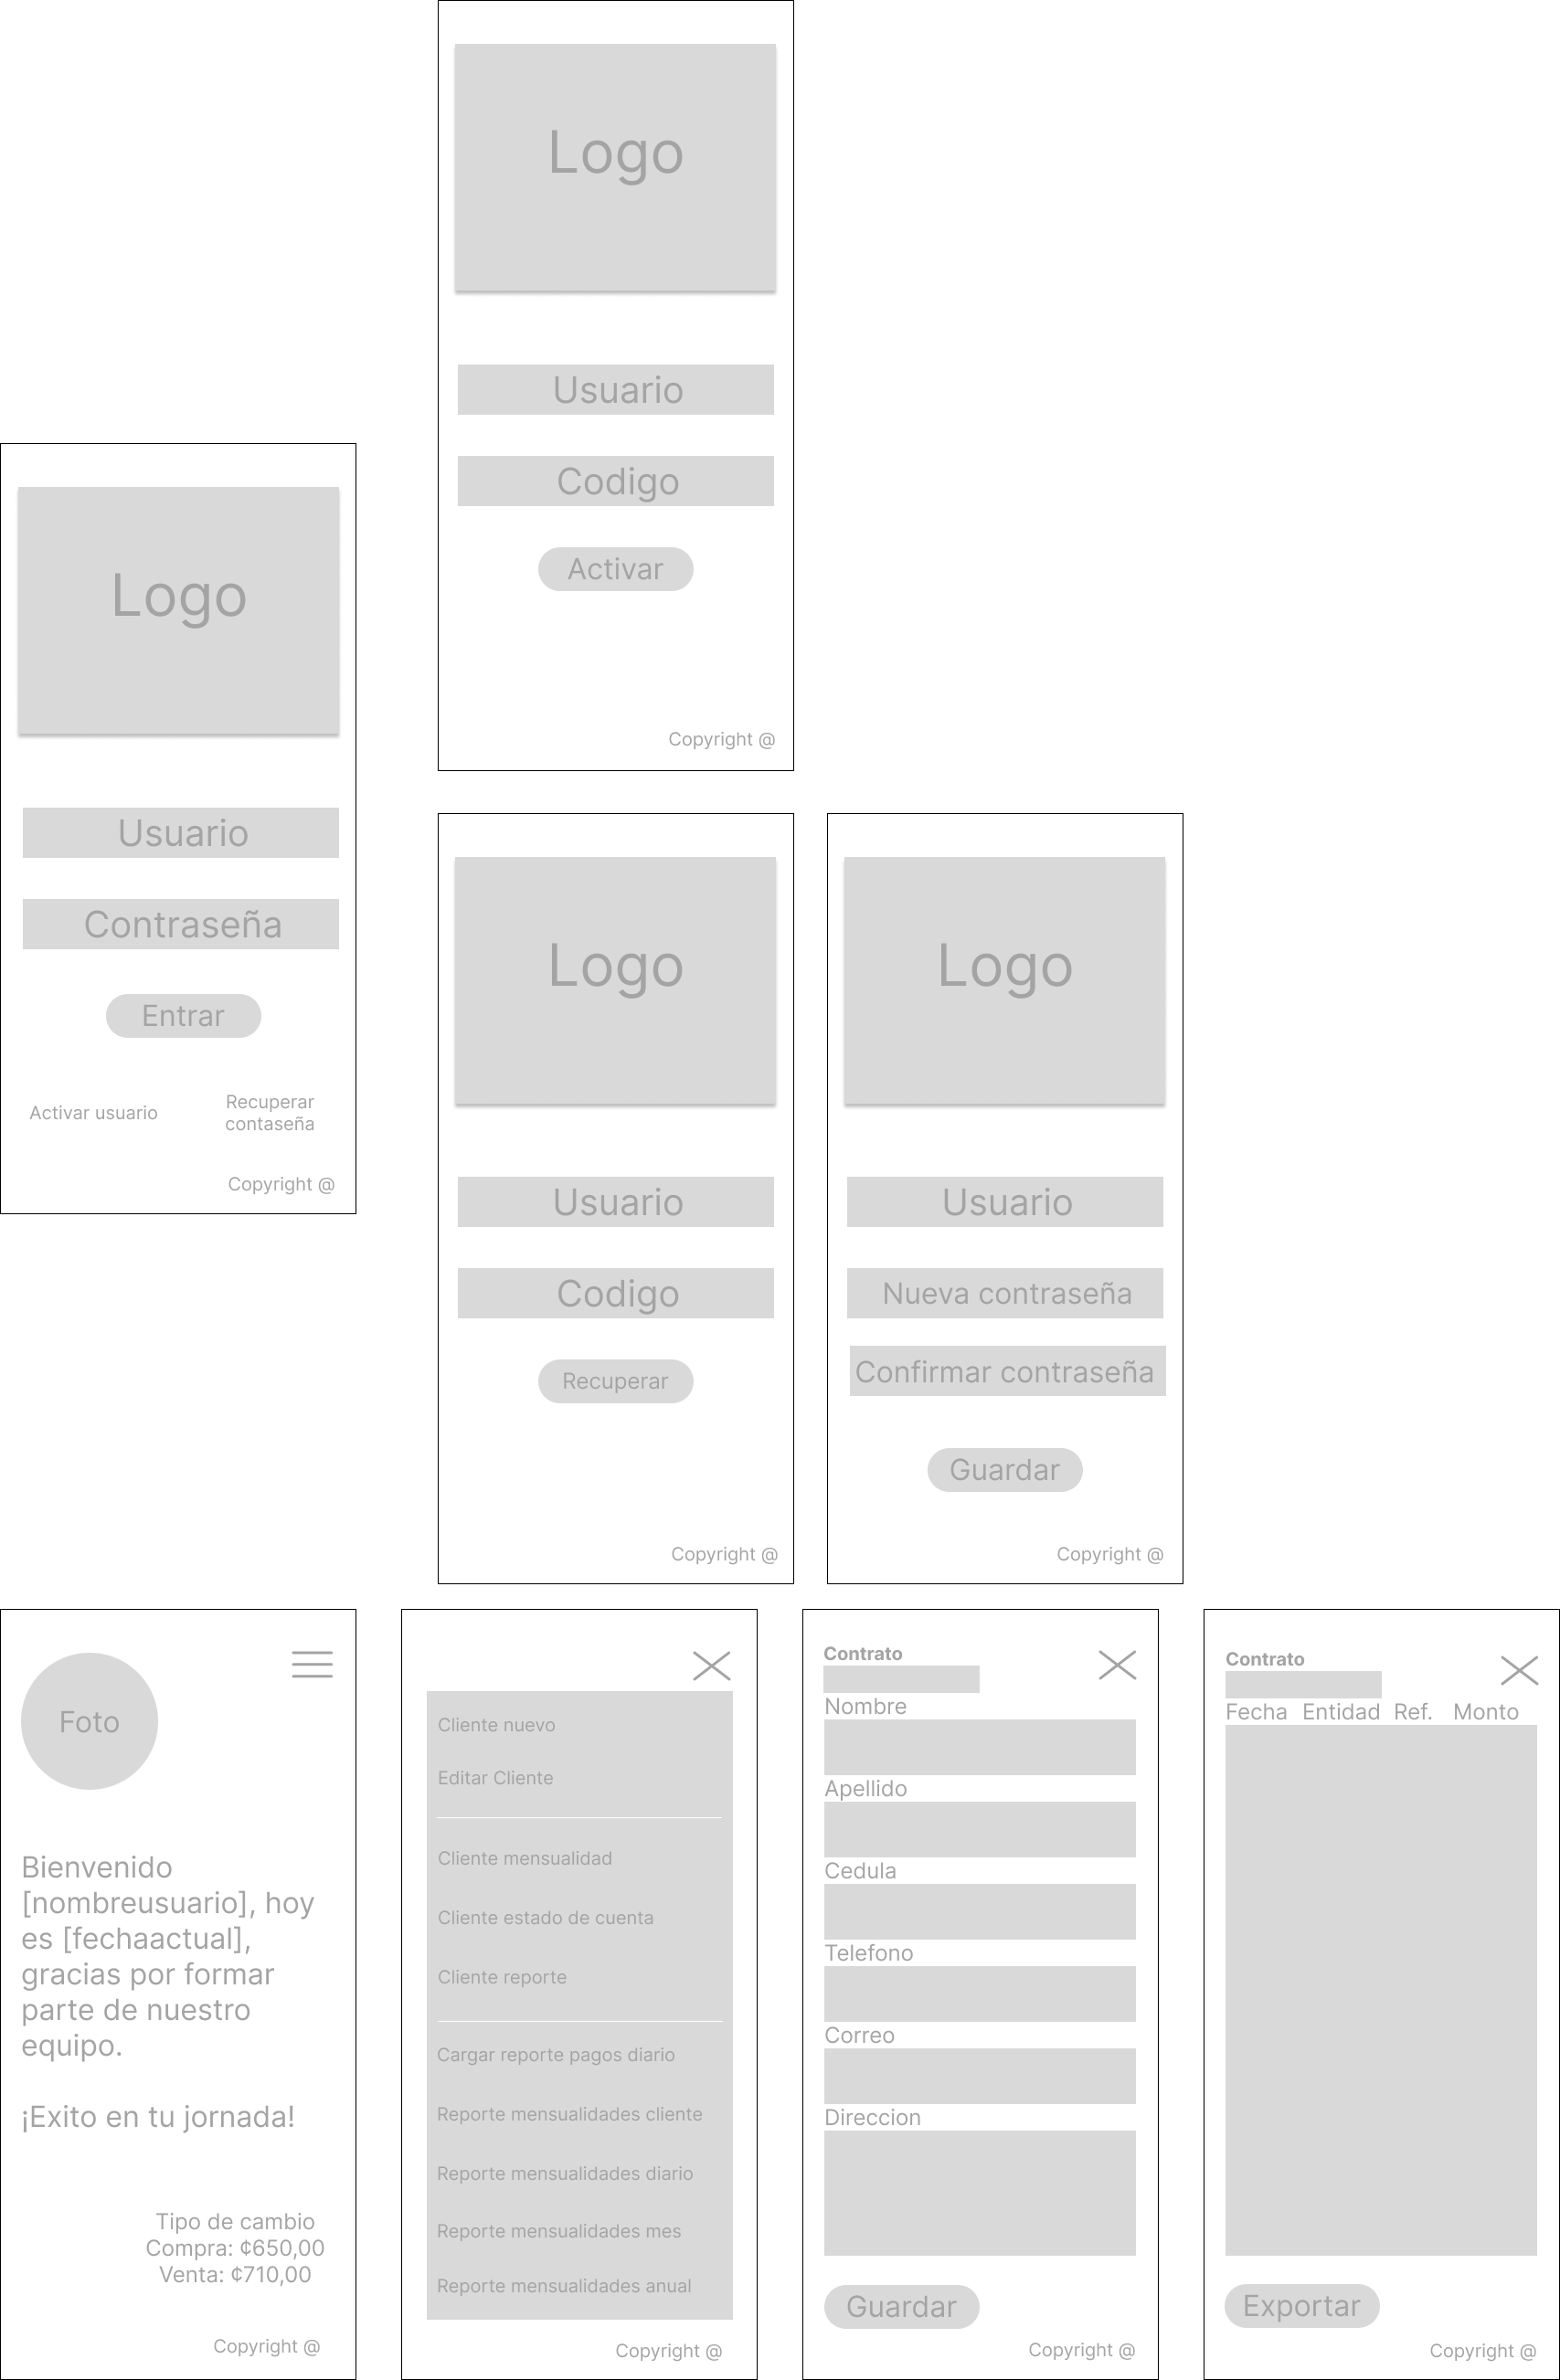 Logo
Usuario
Codigo
Activar
Copyright @
Logo
Usuario
Contraseña
Entrar
Activar usuario
Recuperar
contaseña
Copyright @
Logo
Usuario
Codigo
Recuperar
Copyright @
Logo
Usuario
Nueva contraseña
Confirmar contraseña
Guardar
Copyright @
Foto
Bienvenido
[nombreusuario], hoy
es [fechaactual],
gracias por formar
parte de nuestro
equipo.
¡Exito en tu jornada!
Tipo de cambio
Compra: ¢650,00
Venta: ¢710,00
Copyright @
Cliente nuevo
Editar Cliente
Cliente mensualidad
Cliente estado de cuenta
Cliente reporte
Cargar reporte pagos diario
Reporte mensualidades cliente
Reporte mensualidades diario
Reporte mensualidades mes
Reporte mensualidades anual
Copyright @
Contrato
Nombre
Apellido
Cedula
Telefono
Correo
Direccion
Guardar
Copyright @
Contrato
Fecha Entidad Ref. Monto
Exportar
Copyright @